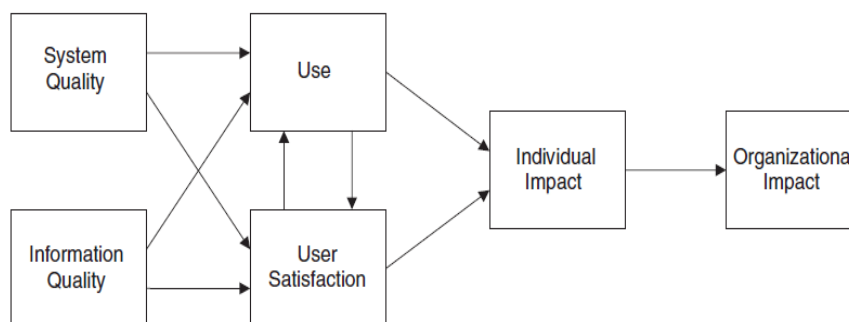 System
Quality
Use
Individual
Impact
Organizationa
Impact
Information
Quality
User
Satisfaction